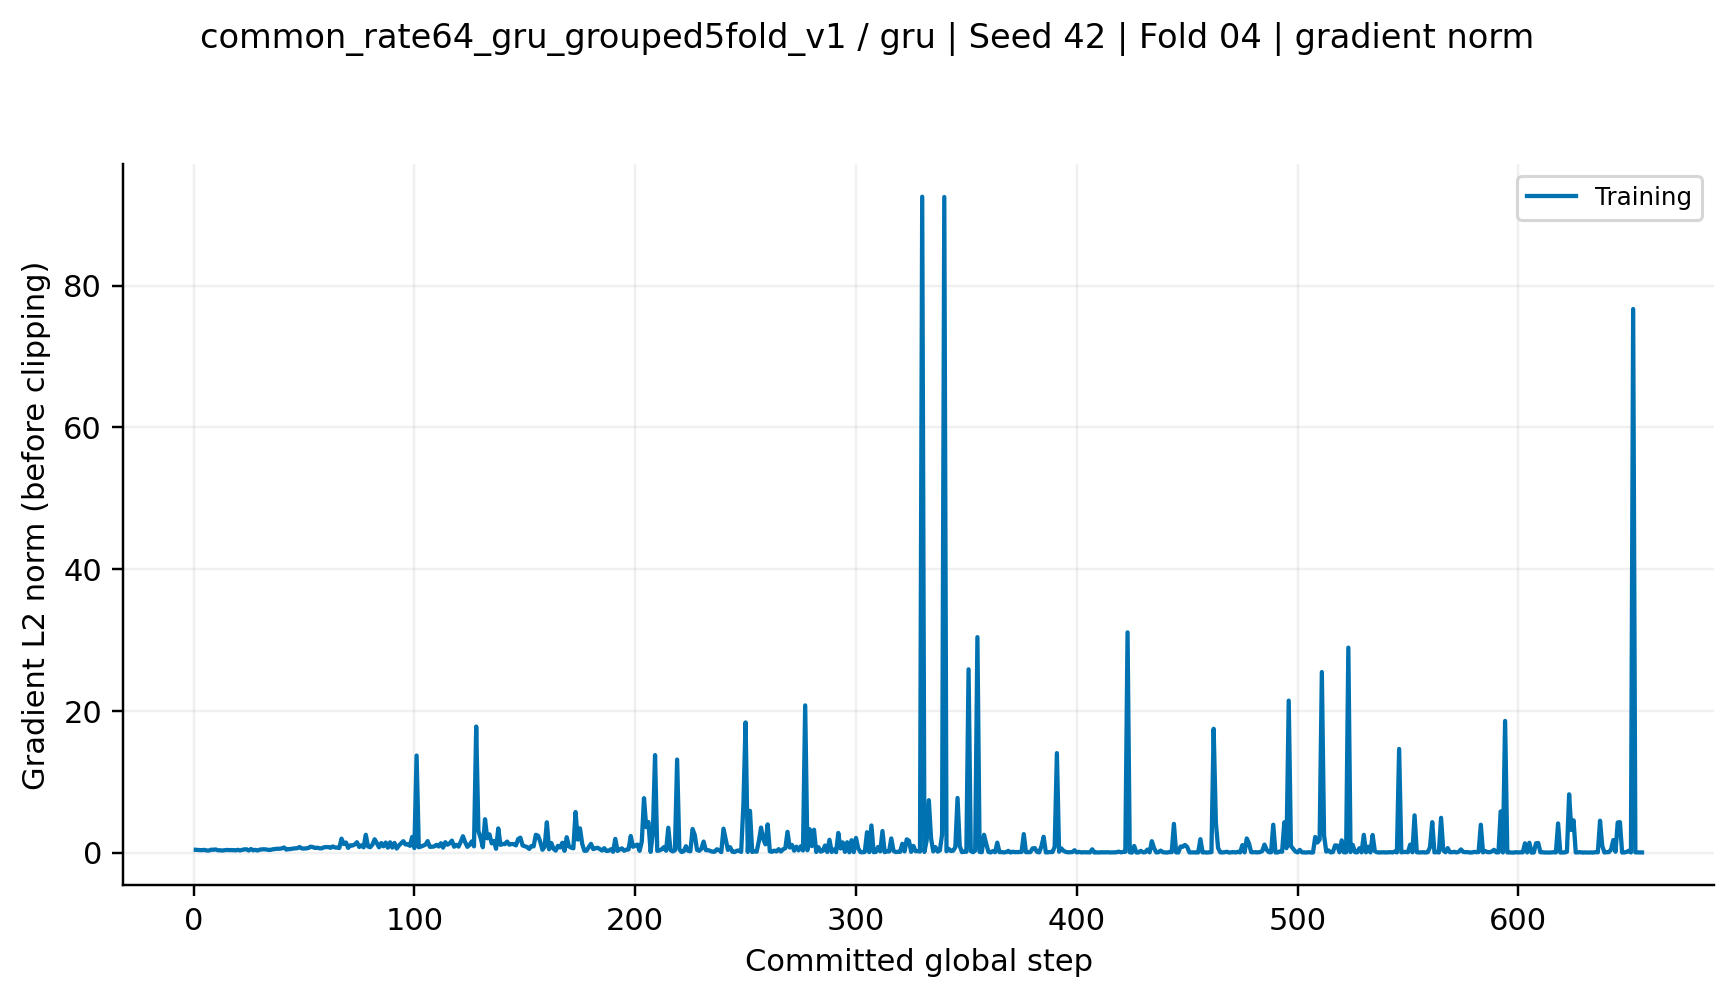 common_rate64_gru_grouped5fold_v1 / gru | Seed 42 | Fold 04 | gradient norm
Training
Gradient L2 norm (before clipping)
80
60
40
20
0
0 100 200 300 400 500 600
Committed global step